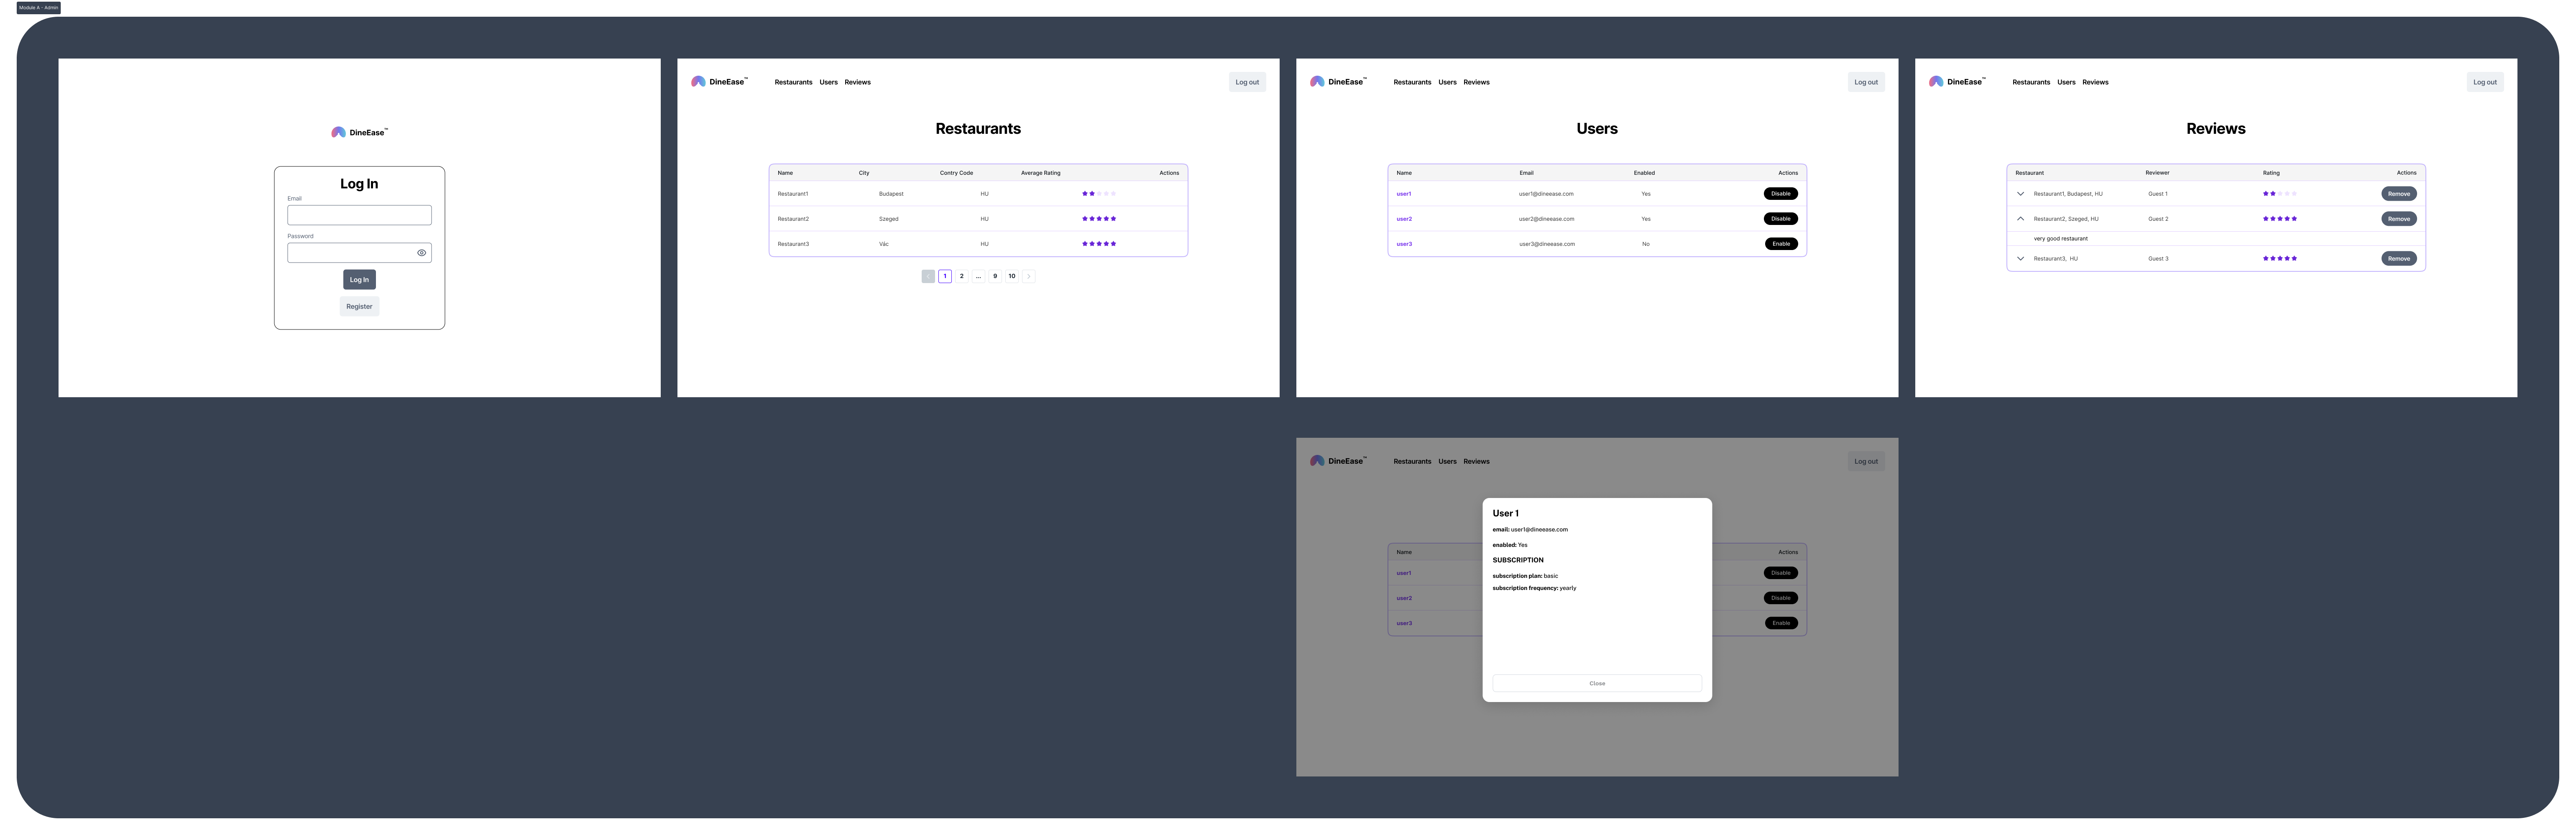 Module A - Admin
DineEase™
Log In
Email
Password
Log In
Register
DineEase™ Restaurants Users Reviews Log out
Restaurants
Name City Contry Code Average Rating Actions
Restaurant1 Budapest HU
Restaurant2 Szeged HU
Restaurant3 Vác HU
1 2 ... 9 10
DineEase™ Restaurants Users Reviews Log out
Users
Name Email Enabled Actions
user1 user1@dineease.com Yes Disable
user2 user2@dineease.com Yes Disable
user3 user3@dineease.com No Enable
DineEase™ Restaurants Users Reviews Log out
Reviews
Restaurant Reviewer Rating Actions
Restaurant1, Budapest, HU Guest 1 Remove
Restaurant2, Szeged, HU Guest 2 Remove
very good restaurant
Restaurant3, HU Guest 3 Remove
DineEase™ Restaurants Users Reviews Log out
Name Actions
user1 Disable
user2 Disable
user3 Enable
User 1
email: user1@dineease.com
enabled: Yes
SUBSCRIPTION
subscription plan: basic
subscription frequency: yearly
Close